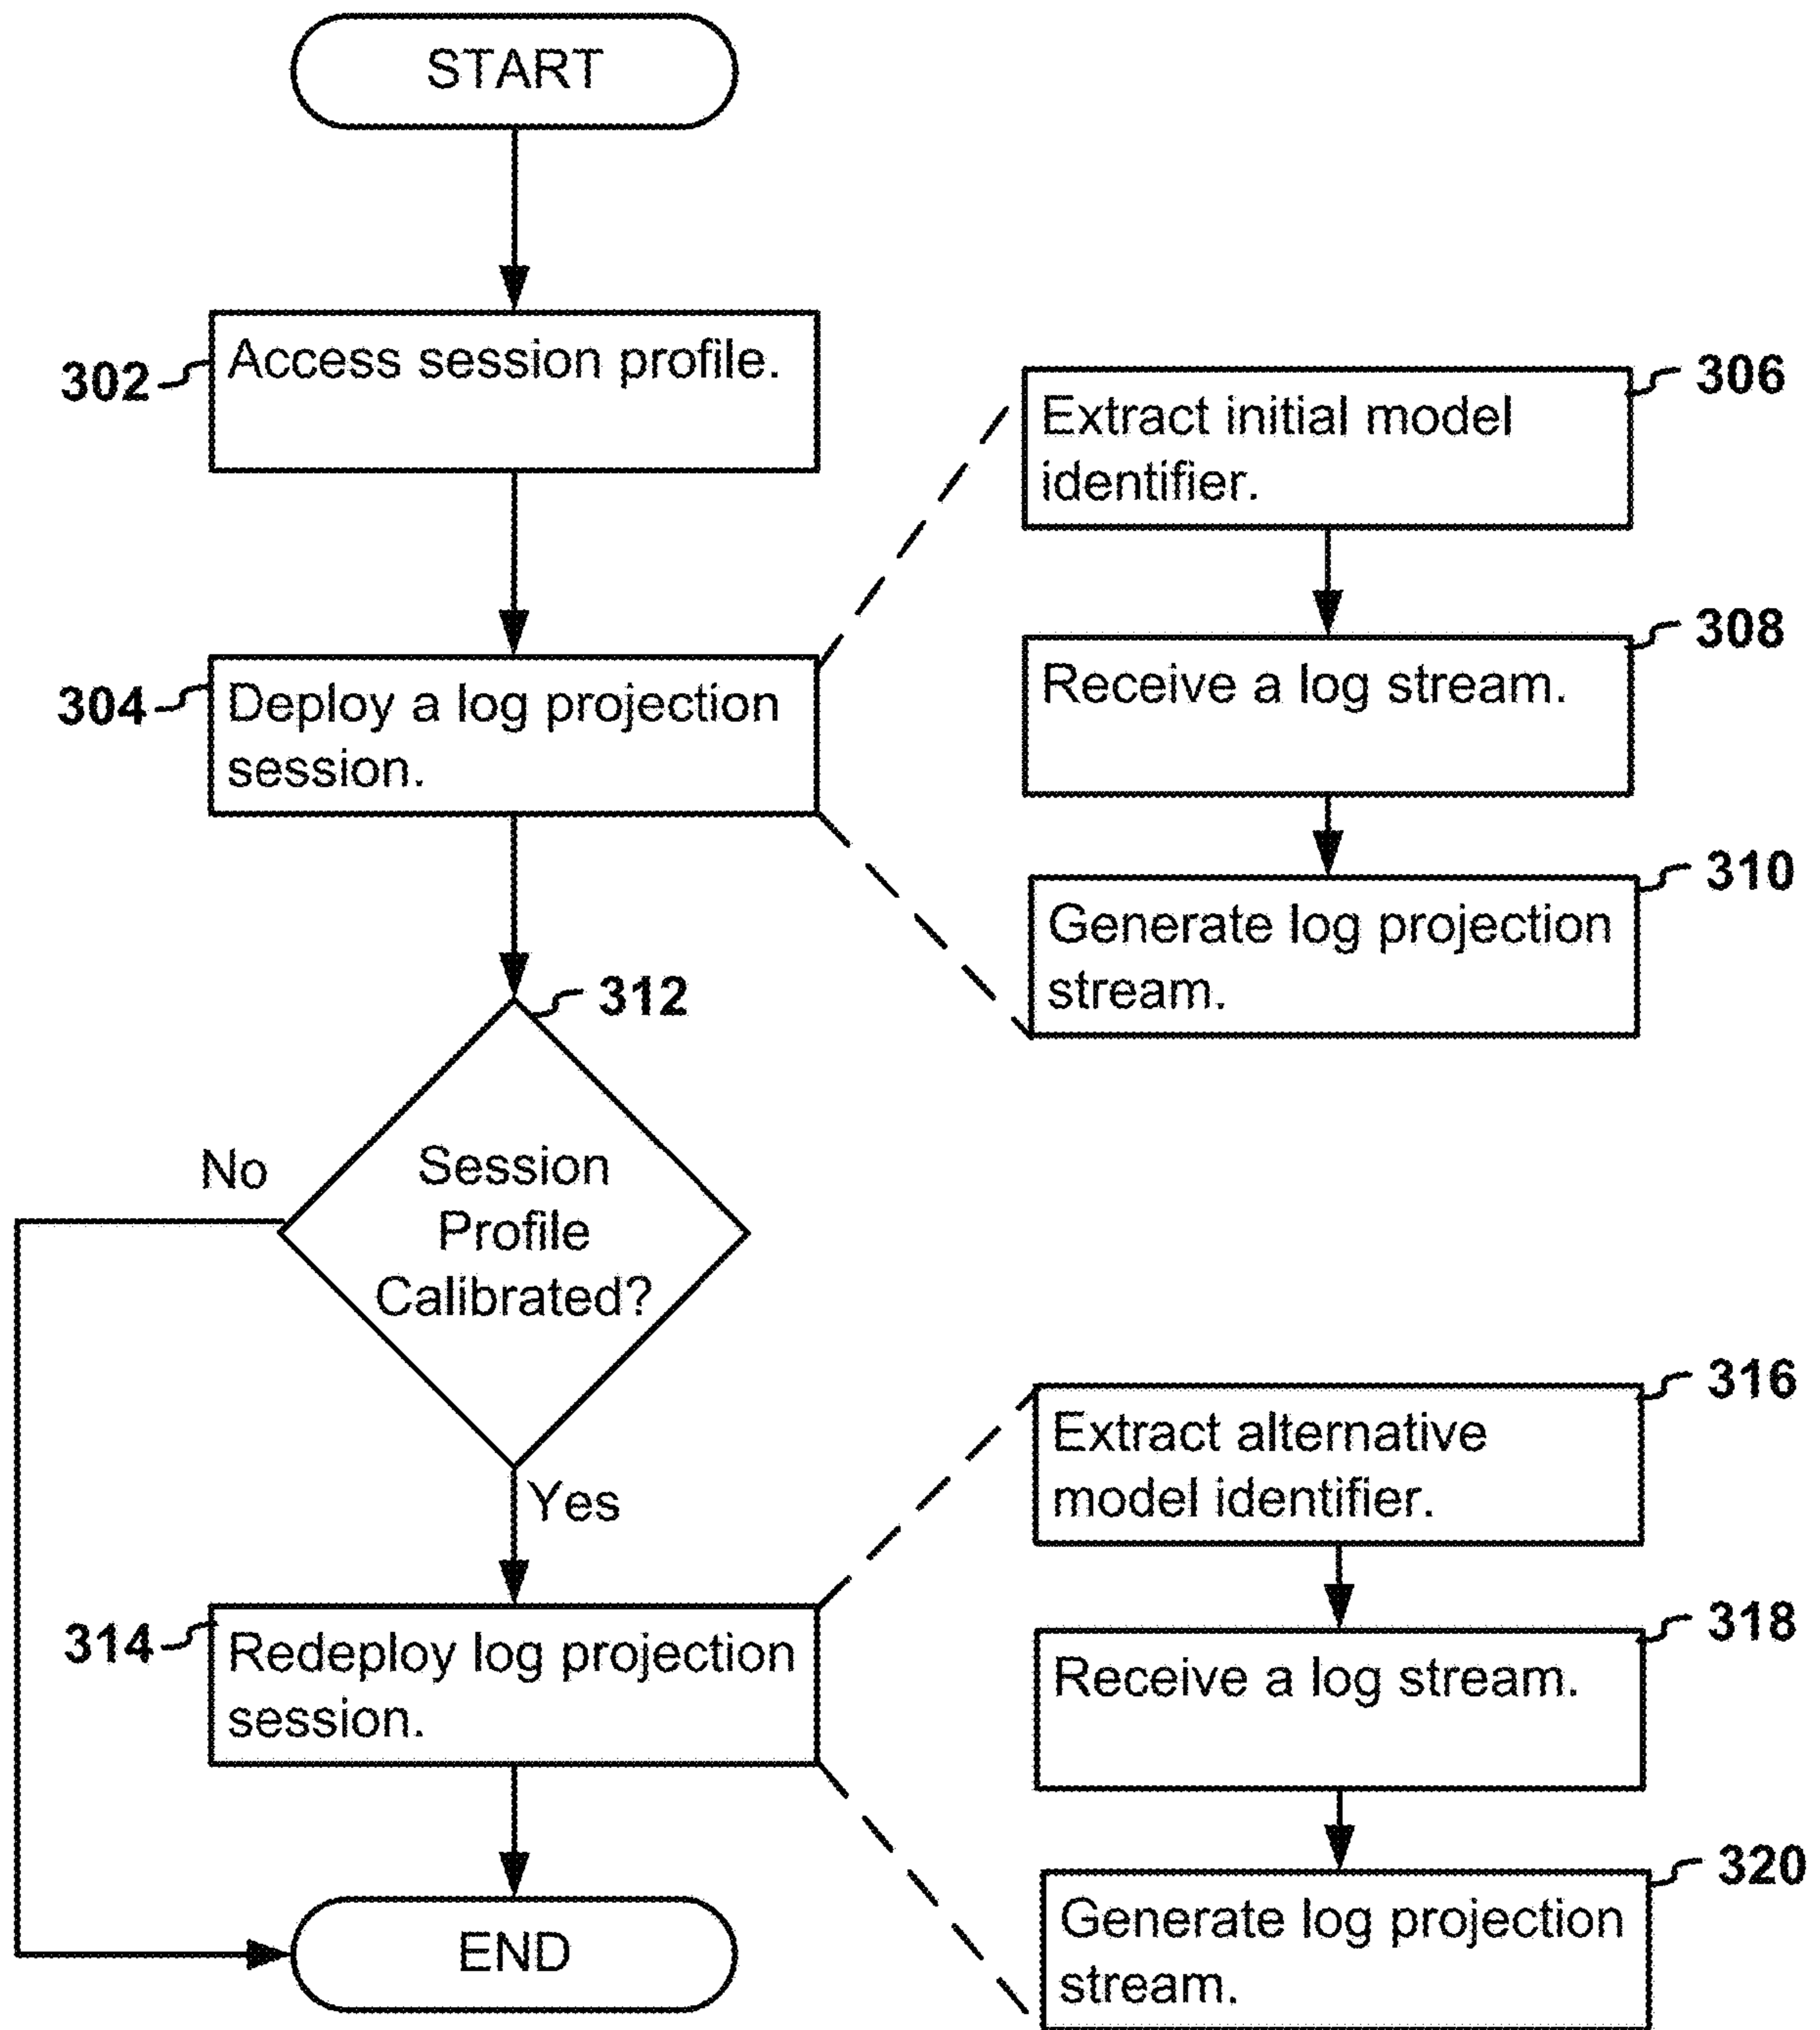 START
302
Access session profile.
304
Deploy a log projection
session.
306
Extract initial model
identifier.
308
Receive a log stream.
310
Generate log projection
stream.
312
Session
Profile
Calibrated?
No
Yes
314
Redeploy log projection
session.
316
Extract alternative
model identifier.
318
Receive a log stream.
320
Generate log projection
stream.
END